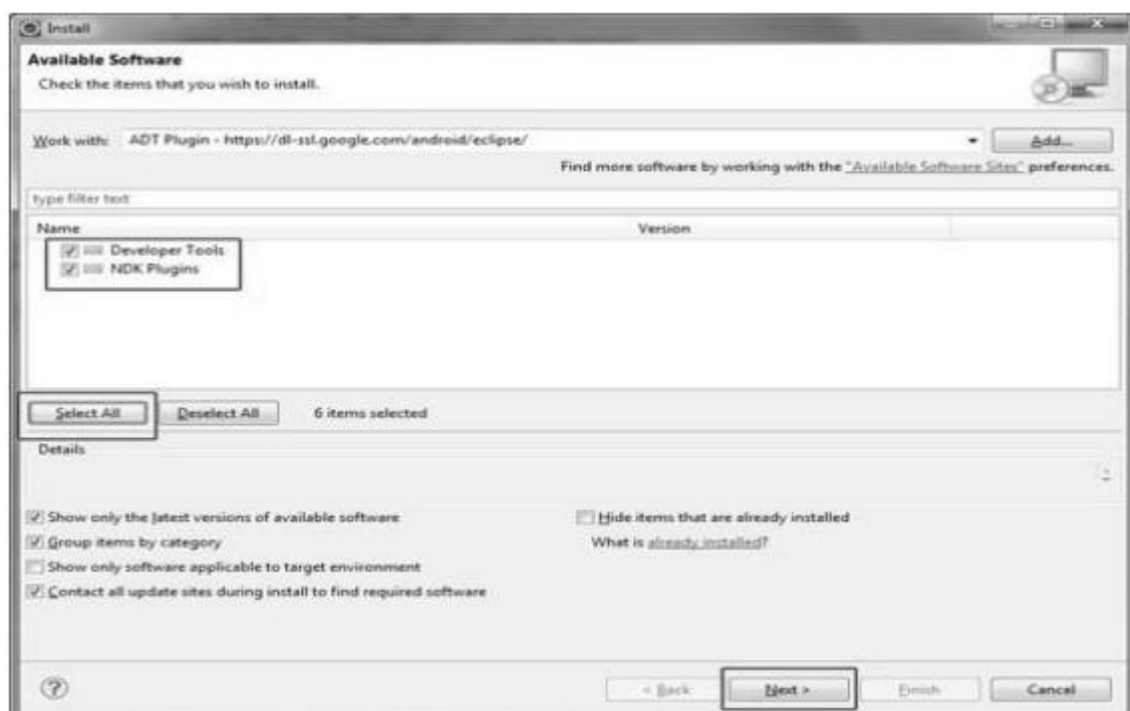 Install
Available Software
Check the items that you wish to install.
Work with: ADT Plugin - https://dl-ssl.google.com/android/eclipse/
Add...
Find more software by working with the "Available Software Sites" preferences.
type filter text
Name Version
Developer Tools
NDK Plugins
Select All Deselect All 6 items selected
Details
Show only the latest versions of available software
Hide items that are already installed
Group items by category
What is already installed?
Show only software applicable to target environment
Contact all update sites during install to find required software
? < Back Next > Finish Cancel